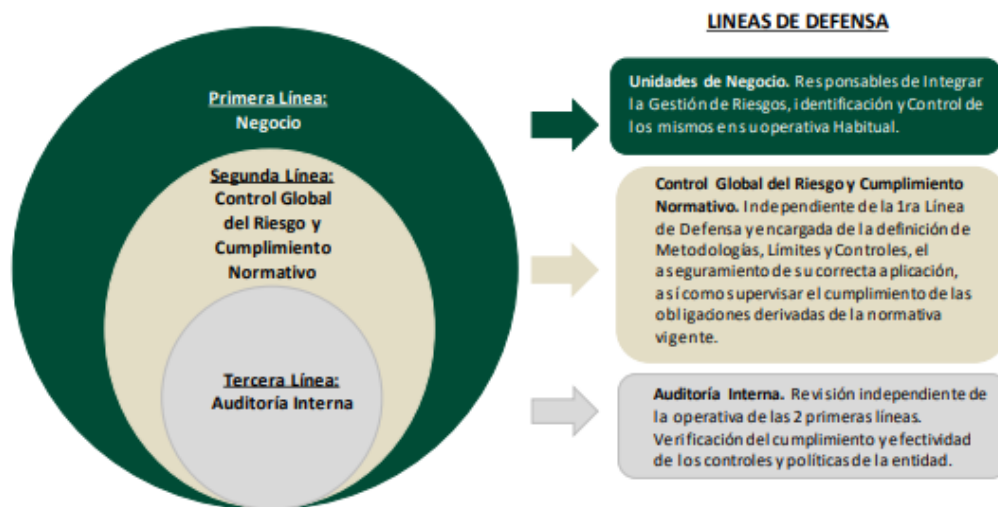 LINEAS DE DEFENSA
Primera Línea:
Negocio
Unidades de Negocio. Responsables de Integrar
la Gestión de Riesgos, identificación y Control de
los mismos en su operativa Habitual.
Segunda Línea:
Control Global
del Riesgo y
Cumplimiento
Normativo
Control Global del Riesgo y Cumplimiento
Normativo. Independiente de la 1ra Línea
de Defensa y encargada de la definición de
Metodologías, Límites y Controles, el
aseguramiento de su correcta aplicación,
así como supervisar el cumplimiento de las
obligaciones derivadas de la normativa
vigente.
Tercera Línea:
Auditoría Interna
Auditoría Interna. Revisión independiente de
la operativa de las 2 primeras líneas.
Verificación del cumplimiento y efectividad
de los controles y políticas de la entidad.